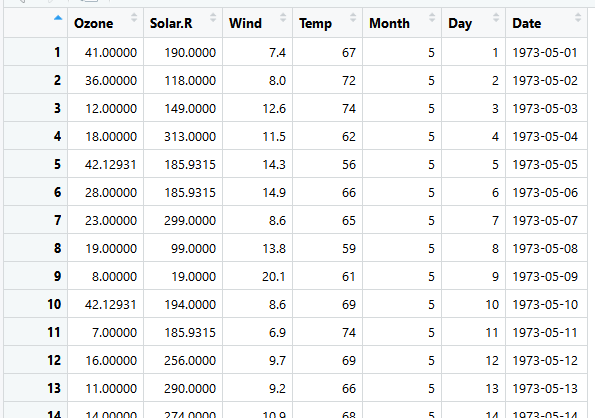 Ozone Solar.R Wind Temp Month Day Date
1 41.00000 190.0000 7.4 67 5 1 1973-05-01
2 36.00000 118.0000 8.0 72 5 2 1973-05-02
3 12.00000 149.0000 12.6 74 5 3 1973-05-03
4 18.00000 313.0000 11.5 62 5 4 1973-05-04
5 42.12931 185.9315 14.3 56 5 5 1973-05-05
6 28.00000 185.9315 14.9 66 5 6 1973-05-06
7 23.00000 299.0000 8.6 65 5 7 1973-05-07
8 19.00000 99.0000 13.8 59 5 8 1973-05-08
9 8.00000 19.0000 20.1 61 5 9 1973-05-09
10 42.12931 194.0000 8.6 69 5 10 1973-05-10
11 7.00000 185.9315 6.9 74 5 11 1973-05-11
12 16.00000 256.0000 9.7 69 5 12 1973-05-12
13 11.00000 290.0000 9.2 66 5 13 1973-05-13
14 14.00000 274.0000 10.9 68 5 14 1973-05-14